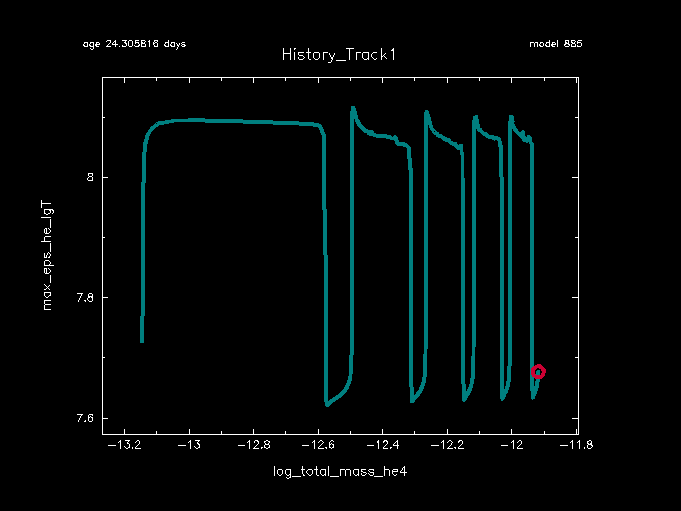 age 24.305816 days
model 885
History_Track1
max_eps_he_lgT
8
7.8
7.6
−13.2 −13 −12.8 −12.6 −12.4 −12.2 −12 −11.8
log_total_mass_he4